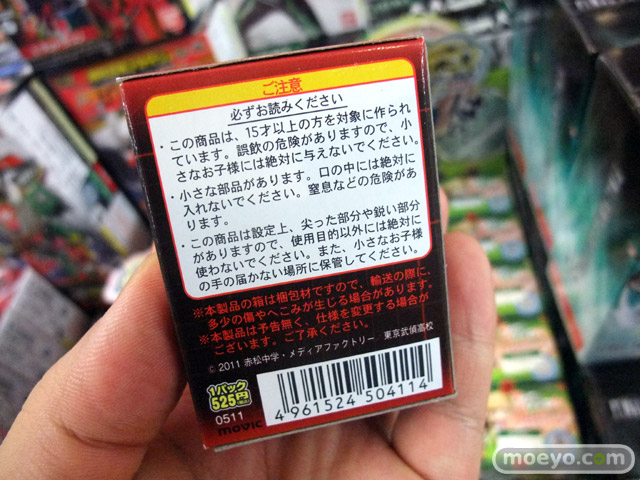 ご注意
必ずお読みください
・この商品は、15才以上の方を対象に作られ
ています。誤飲の危険がありますので、小
さなお子様には絶対に与えないでください。
・小さな部品があります。口の中には絶対に
入れないでください。窒息などの危険があ
ります。
・この商品は設定上、尖った部分や鋭い部分
がありますので、使用目的以外には絶対に
使わないでください。また、小さなお子様
の手の届かない場所に保管してください。
※本製品の箱は梱包材ですので、輸送の際に、
多少の傷やへこみが生じる場合があります。
※本製品は予告無く、仕様を変更する場合が
ございます。ご了承ください。
© 2011 赤松中学・メディアファクトリー 東京武偵高校
1パック
525円
0511
movic
4961524504114
moeyo.com